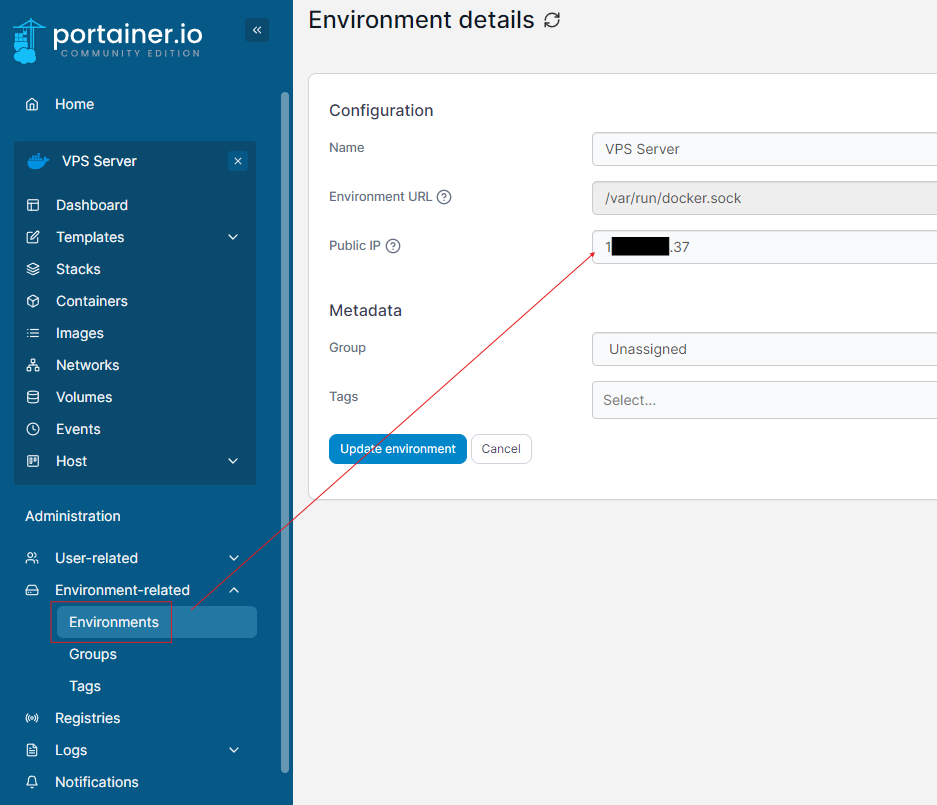 portainer.io
COMMUNITY EDITION
Home
VPS Server
Dashboard
Templates
Stacks
Containers
Images
Networks
Volumes
Events
Host
Administration
User-related
Environment-related
Environments
Groups
Tags
Registries
Logs
Notifications
Environment details
Configuration
Name
VPS Server
Environment URL
/var/run/docker.sock
Public IP
1 .37
Metadata
Group
Unassigned
Tags
Select...
Update environment
Cancel